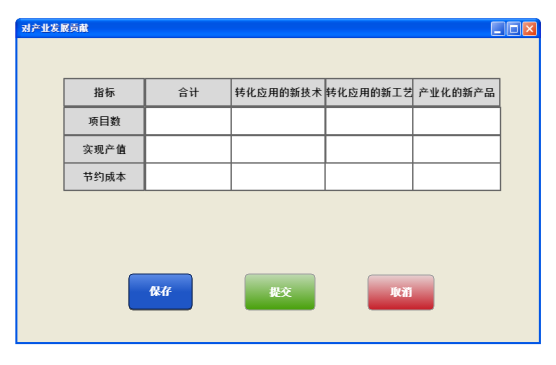 对产业发展贡献
指标 合计 转化应用的新技术 转化应用的新工艺 产业化的新产品
项目数
实现产值
节约成本
保存 提交 取消